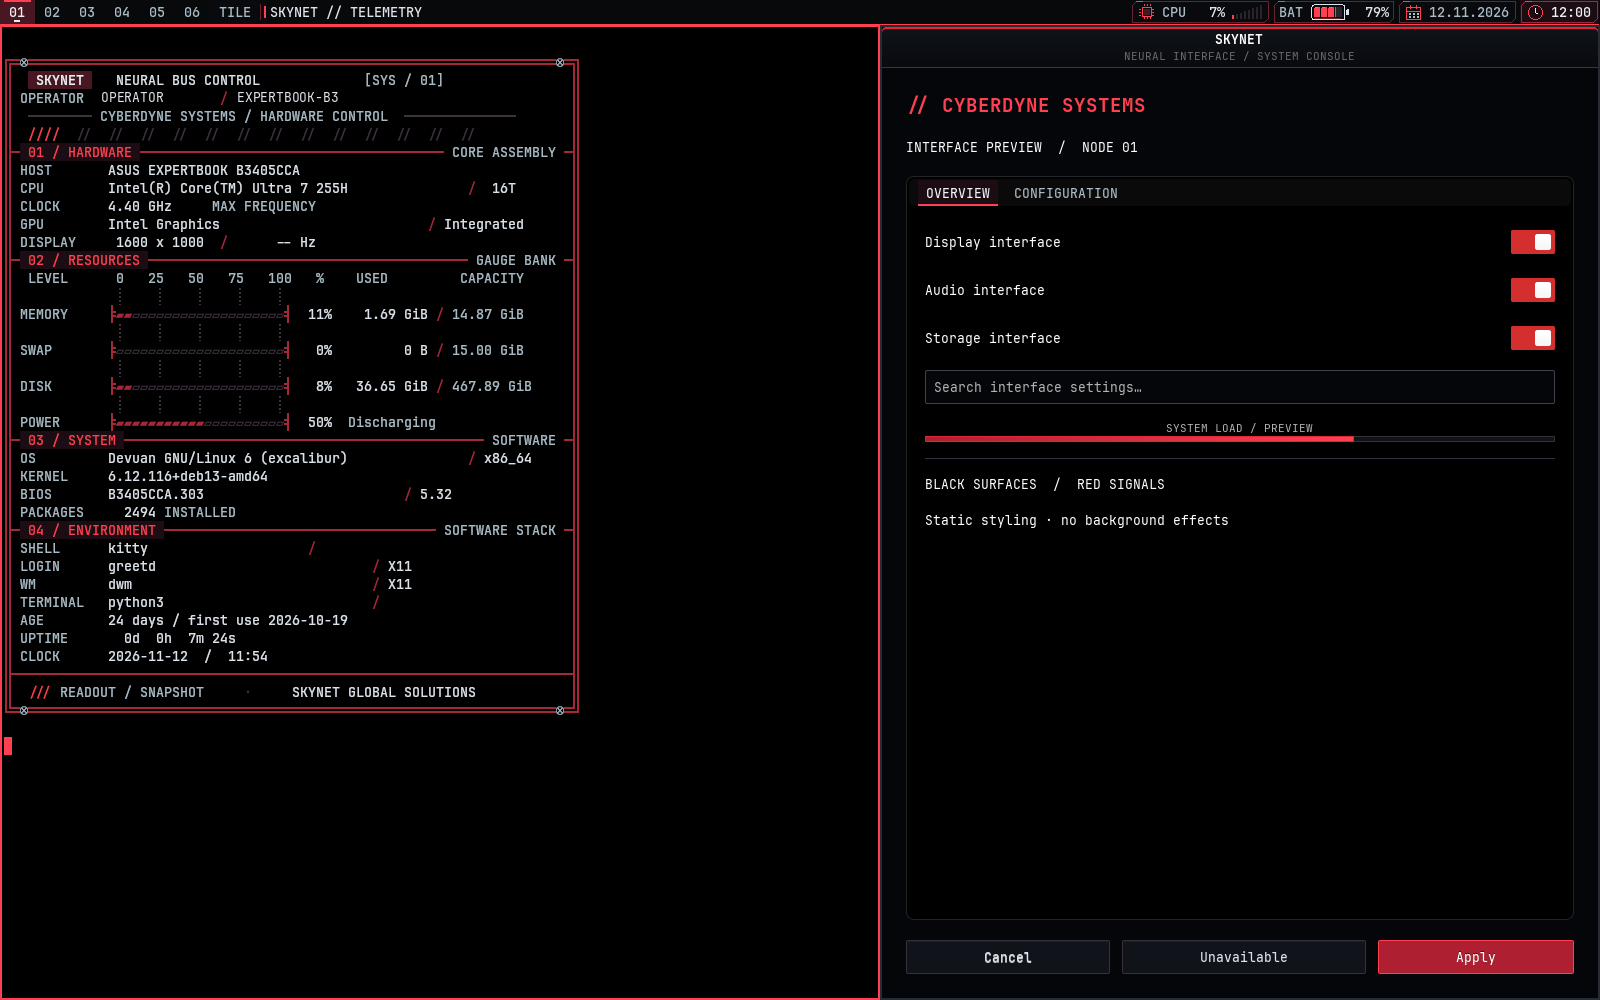 01 02 03 04 05 06 TILE SKYNET // TELEMETRY CPU 7% BAT 79% 12.11.2026 12:00
SKYNET NEURAL BUS CONTROL [SYS / 01]
OPERATOR OPERATOR / EXPERTBOOK-B3
CYBERDYNE SYSTEMS / HARDWARE CONTROL
//// // // // // // // // // // // // // //
01 / HARDWARE CORE ASSEMBLY
HOST ASUS EXPERTBOOK B3405CCA
CPU Intel(R) Core(TM) Ultra 7 255H / 16T
CLOCK 4.40 GHz MAX FREQUENCY
GPU Intel Graphics / Integrated
DISPLAY 1600 x 1000 / -- Hz
02 / RESOURCES GAUGE BANK
LEVEL 0 25 50 75 100 % USED CAPACITY
MEMORY 11% 1.69 GiB / 14.87 GiB
SWAP 0% 0 B / 15.00 GiB
DISK 8% 36.65 GiB / 467.89 GiB
POWER 50% Discharging
03 / SYSTEM SOFTWARE
OS Devuan GNU/Linux 6 (excalibur) / x86_64
KERNEL 6.12.116+deb13-amd64
BIOS B3405CCA.303 / 5.32
PACKAGES 2494 INSTALLED
04 / ENVIRONMENT SOFTWARE STACK
SHELL kitty /
LOGIN greetd / X11
WM dwm / X11
TERMINAL python3 /
AGE 24 days / first use 2026-10-19
UPTIME 0d 0h 7m 24s
CLOCK 2026-11-12 / 11:54
/// READOUT / SNAPSHOT · SKYNET GLOBAL SOLUTIONS
SKYNET
NEURAL INTERFACE / SYSTEM CONSOLE
// CYBERDYNE SYSTEMS
INTERFACE PREVIEW / NODE 01
OVERVIEW CONFIGURATION
Display interface
Audio interface
Storage interface
Search interface settings…
SYSTEM LOAD / PREVIEW
BLACK SURFACES / RED SIGNALS
Static styling · no background effects
Cancel Unavailable Apply